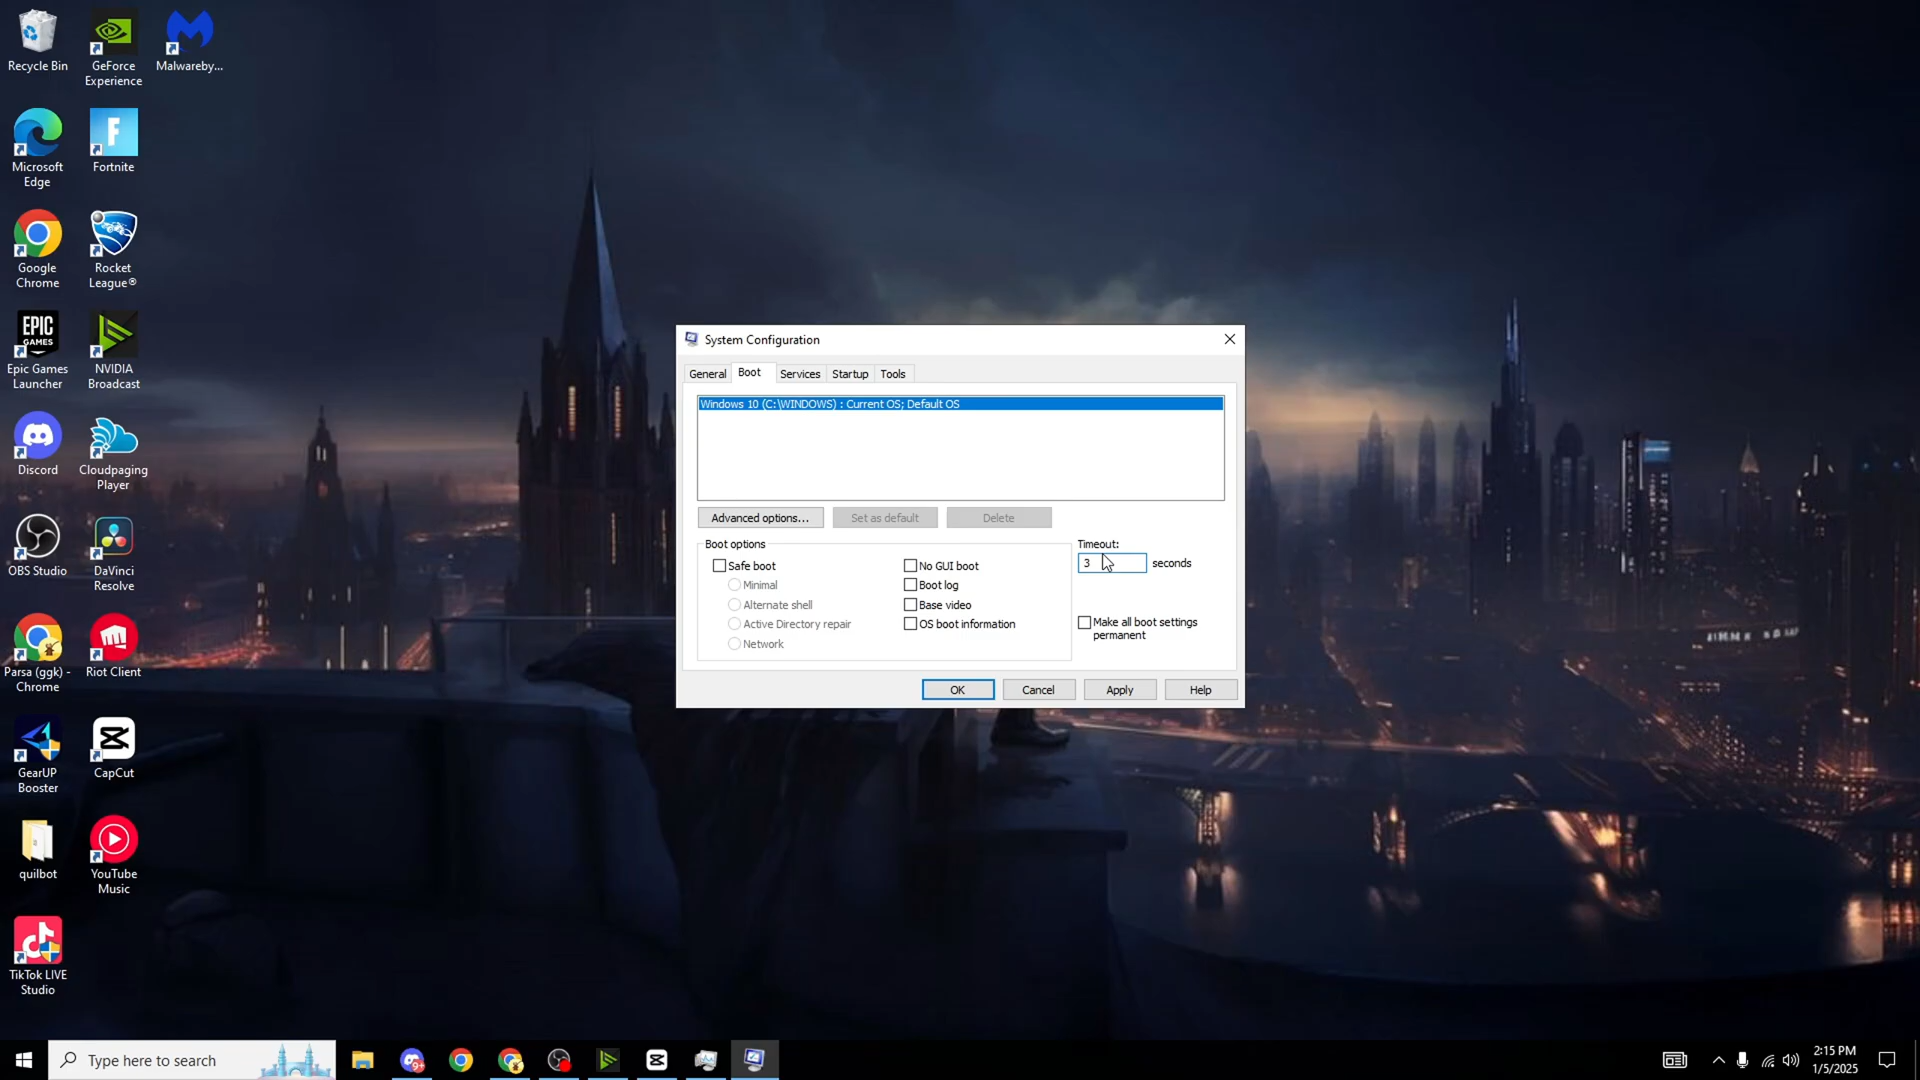 Recycle Bin
GeForce
Experience
Malwareby...
Microsoft
Edge
F
Fortnite
Google
Chrome
Rocket
League®
EPIC
GAMES
Epic Games
Launcher
NVIDIA
Broadcast
Discord
Cloudpaging
Player
OBS Studio
DaVinci
Resolve
Parsa (ggk) -
Chrome
Riot Client
GearUP
Booster
CapCut
quilbot
YouTube
Music
TikTok LIVE
Studio
System Configuration
General
Boot
Services
Startup
Tools
Windows 10 (C:\WINDOWS) : Current OS; Default OS
Advanced options...
Set as default
Delete
Boot options
Safe boot
Minimal
Alternate shell
Active Directory repair
Network
No GUI boot
Boot log
Base video
OS boot information
Timeout:
3
seconds
Make all boot settings
permanent
OK
Cancel
Apply
Help
Type here to search
9+
2:15 PM
1/5/2025